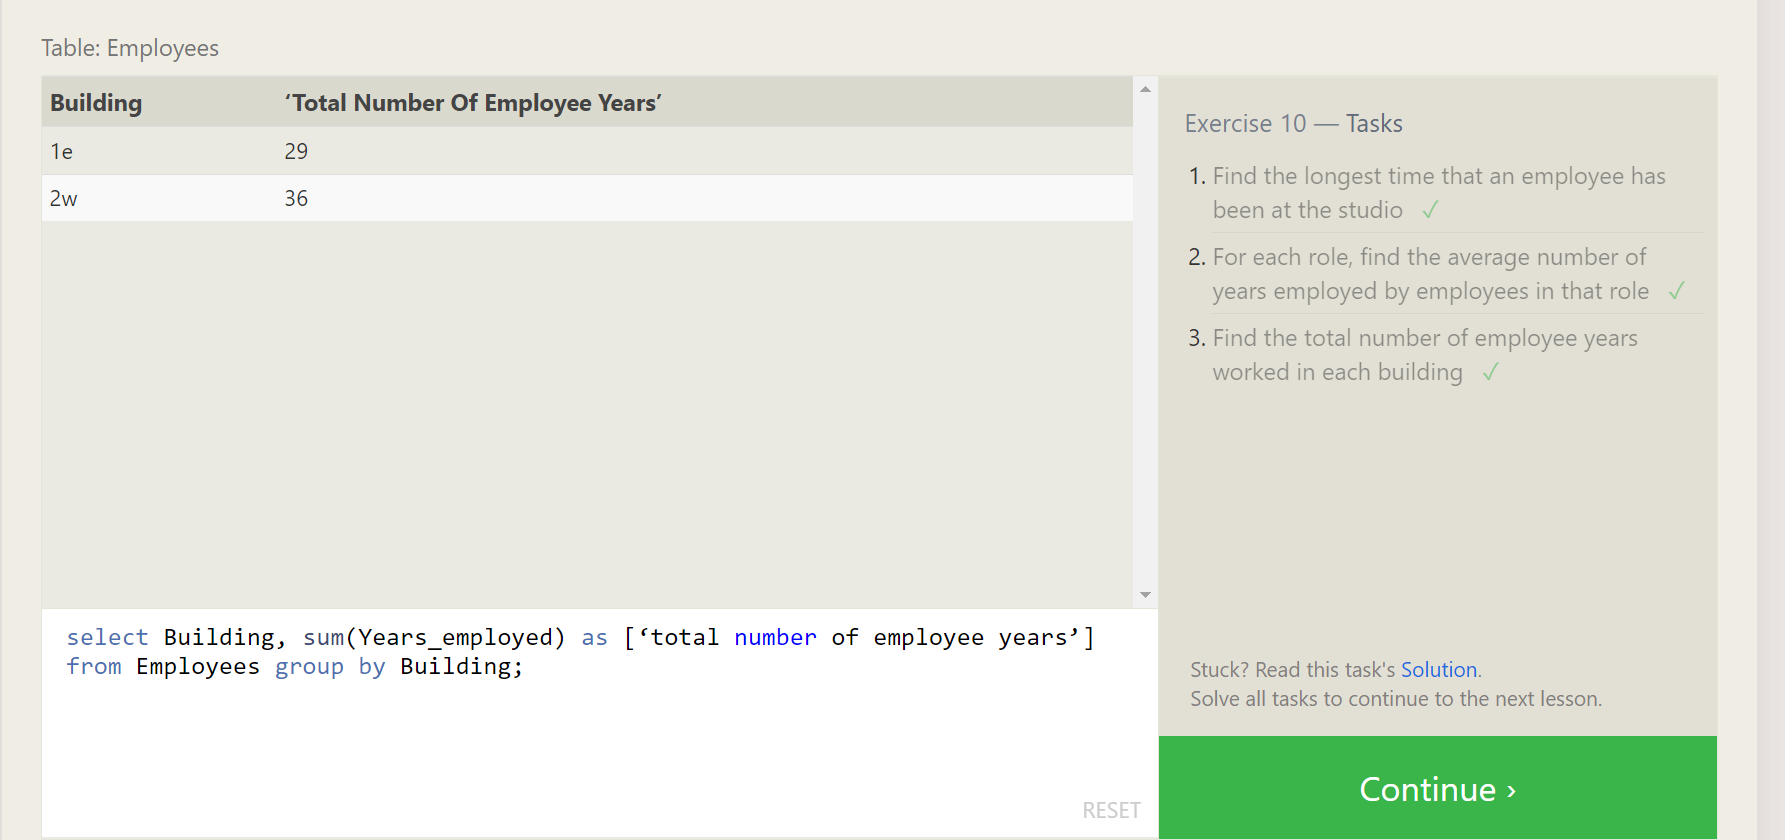 Table: Employees
Building ‘Total Number Of Employee Years’
1e 29
2w 36
select Building, sum(Years_employed) as [‘total number of employee years’]
from Employees group by Building;
RESET
Exercise 10 — Tasks
1. Find the longest time that an employee has
been at the studio ✓
2. For each role, find the average number of
years employed by employees in that role ✓
3. Find the total number of employee years
worked in each building ✓
Stuck? Read this task's Solution.
Solve all tasks to continue to the next lesson.
Continue ›